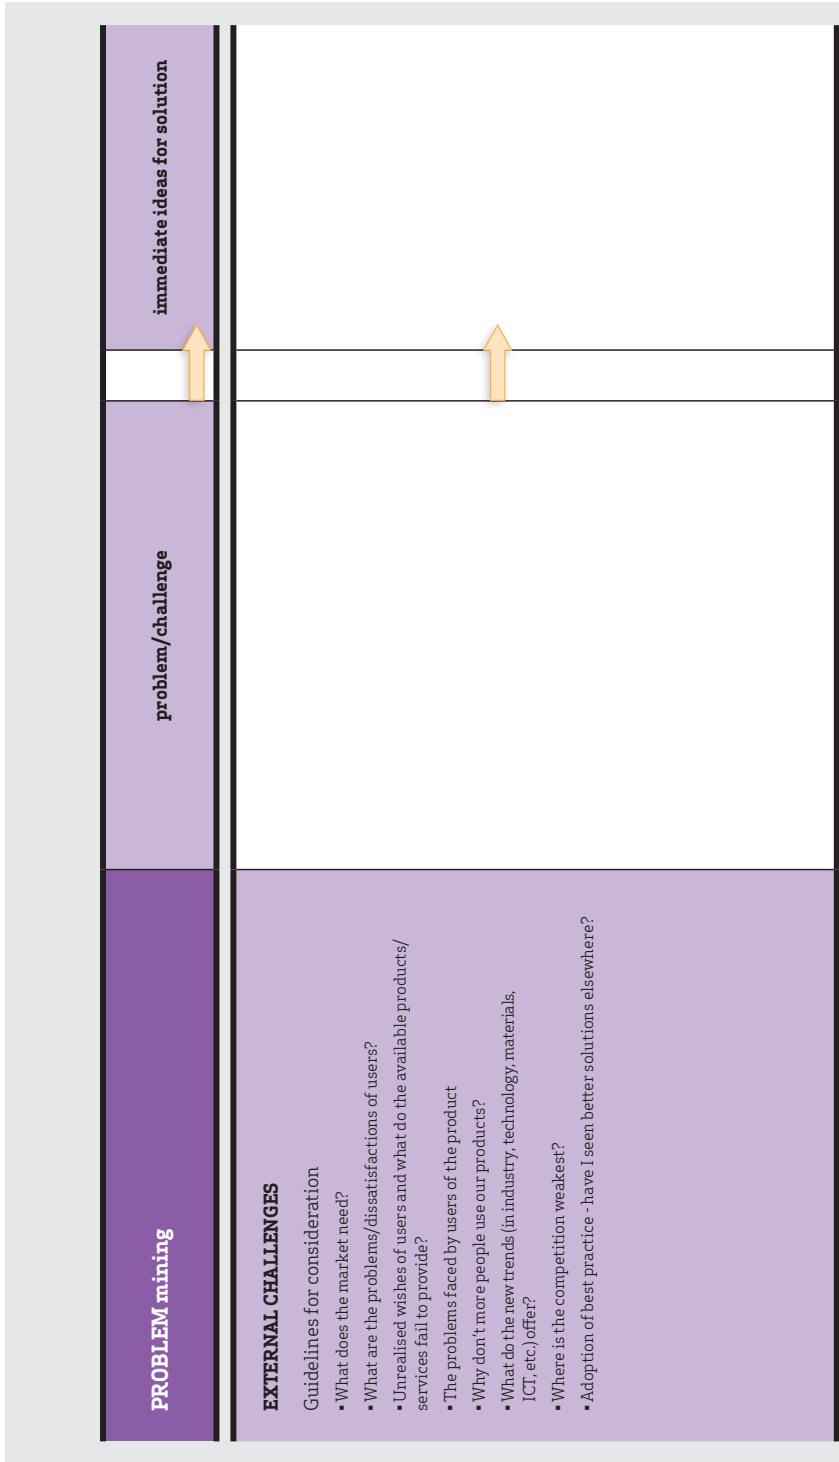 PROBLEM mining
problem/challenge
immediate ideas for solution
EXTERNAL CHALLENGES
Guidelines for consideration
▪ What does the market need?
▪ What are the problems/dissatisfactions of users?
▪ Unrealised wishes of users and what do the available products/
services fail to provide?
▪ The problems faced by users of the product
▪ Why don't more people use our products?
▪ What do the new trends (in industry, technology, materials,
ICT, etc.) offer?
▪ Where is the competition weakest?
▪ Adoption of best practice - have I seen better solutions elsewhere?